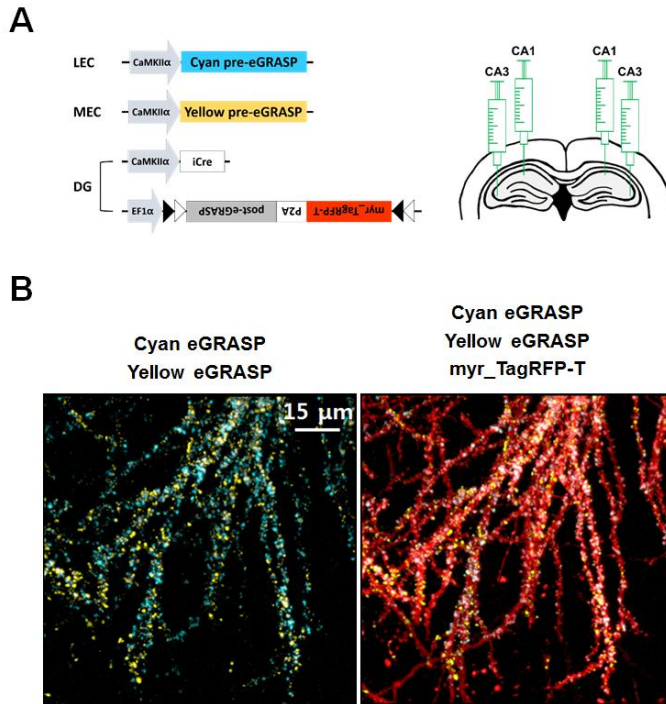 A
LEC CaMKIIα Cyan pre-eGRASP
MEC CaMKIIα Yellow pre-eGRASP
DG
CaMKIIα iCre
EF1α post-eGRASP P2A myr_TagRFP-T
CA1 CA1
CA3 CA3
B
Cyan eGRASP
Yellow eGRASP
Cyan eGRASP
Yellow eGRASP
myr_TagRFP-T
15 μm